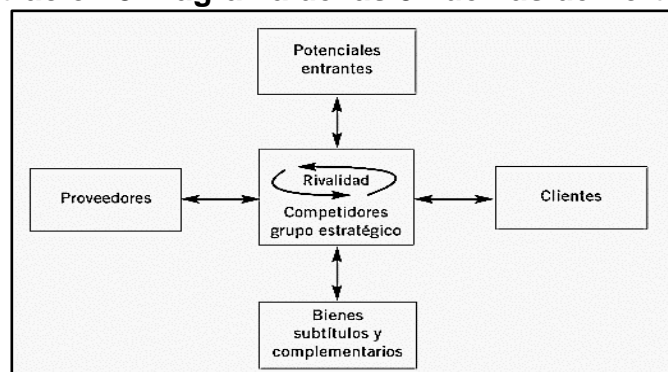 Potenciales
entrantes
Rivalidad
Proveedores
Competidores
grupo estratégico
Clientes
Bienes
subtítulos y
complementarios